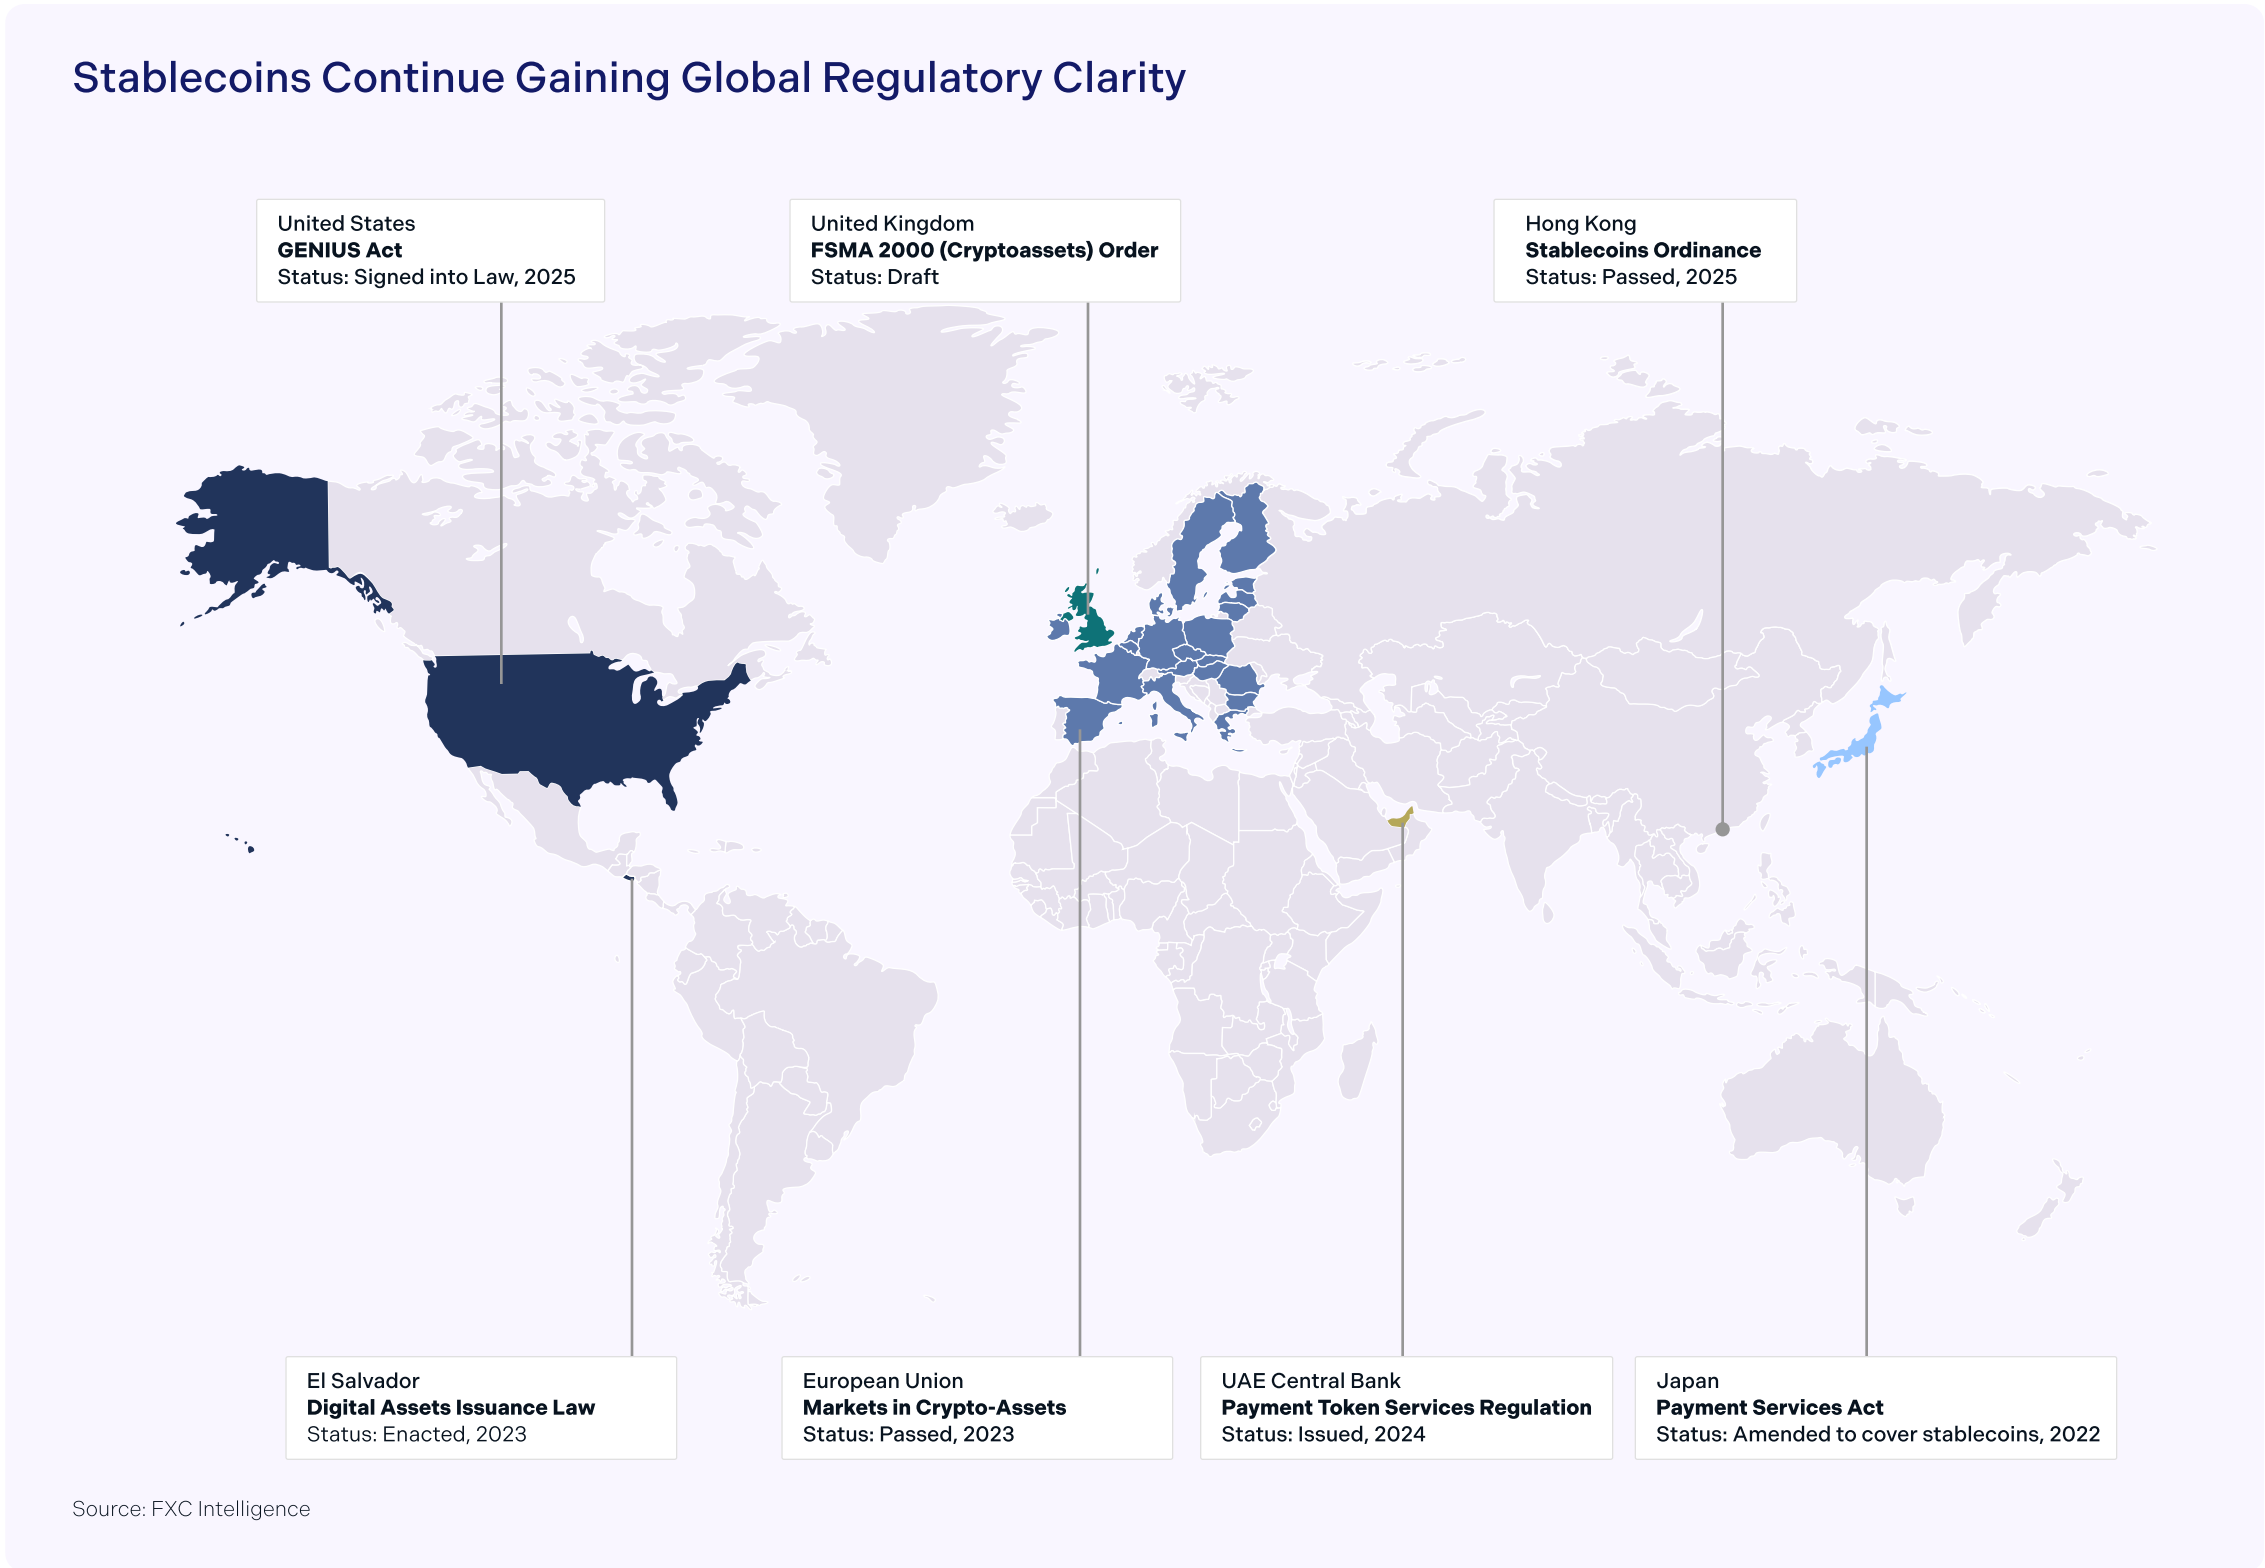 Stablecoins Continue Gaining Global Regulatory Clarity
United States
GENIUS Act
Status: Signed into Law, 2025
United Kingdom
FSMA 2000 (Cryptoassets) Order
Status: Draft
Hong Kong
Stablecoins Ordinance
Status: Passed, 2025
El Salvador
Digital Assets Issuance Law
Status: Enacted, 2023
European Union
Markets in Crypto-Assets
Status: Passed, 2023
UAE Central Bank
Payment Token Services Regulation
Status: Issued, 2024
Japan
Payment Services Act
Status: Amended to cover stablecoins, 2022
Source: FXC Intelligence